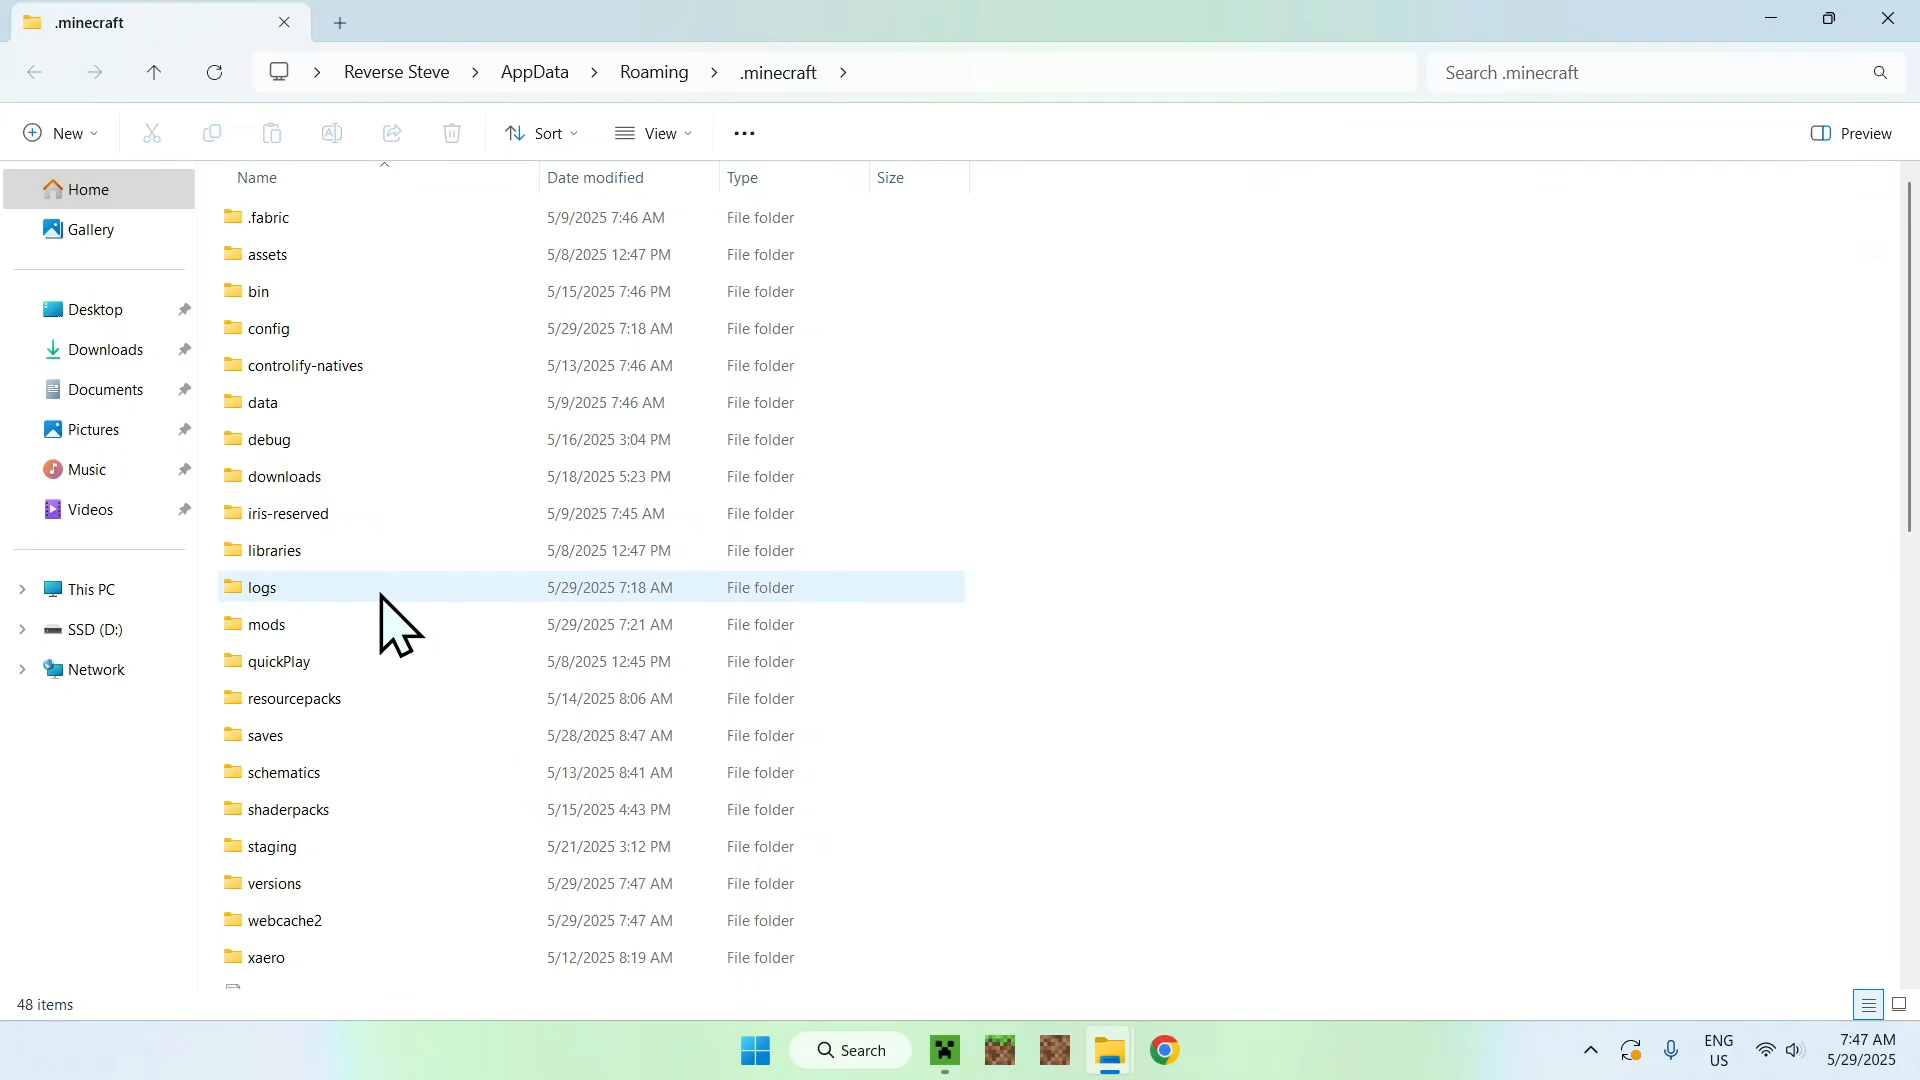 .minecraft
Reverse Steve > AppData > Roaming > .minecraft >
Search .minecraft
New
Sort
View
Preview
Name Date modified Type Size
Home
Gallery
Desktop
Downloads
Documents
Pictures
Music
Videos
This PC
SSD (D:)
Network
.fabric 5/9/2025 7:46 AM File folder
assets 5/8/2025 12:47 PM File folder
bin 5/15/2025 7:46 PM File folder
config 5/29/2025 7:18 AM File folder
controlify-natives 5/13/2025 7:46 AM File folder
data 5/9/2025 7:46 AM File folder
debug 5/16/2025 3:04 PM File folder
downloads 5/18/2025 5:23 PM File folder
iris-reserved 5/9/2025 7:45 AM File folder
libraries 5/8/2025 12:47 PM File folder
logs 5/29/2025 7:18 AM File folder
mods 5/29/2025 7:21 AM File folder
quickPlay 5/8/2025 12:45 PM File folder
resourcepacks 5/14/2025 8:06 AM File folder
saves 5/28/2025 8:47 AM File folder
schematics 5/13/2025 8:41 AM File folder
shaderpacks 5/15/2025 4:43 PM File folder
staging 5/21/2025 3:12 PM File folder
versions 5/29/2025 7:47 AM File folder
webcache2 5/29/2025 7:47 AM File folder
xaero 5/12/2025 8:19 AM File folder
48 items
Search
ENG
US
7:47 AM
5/29/2025